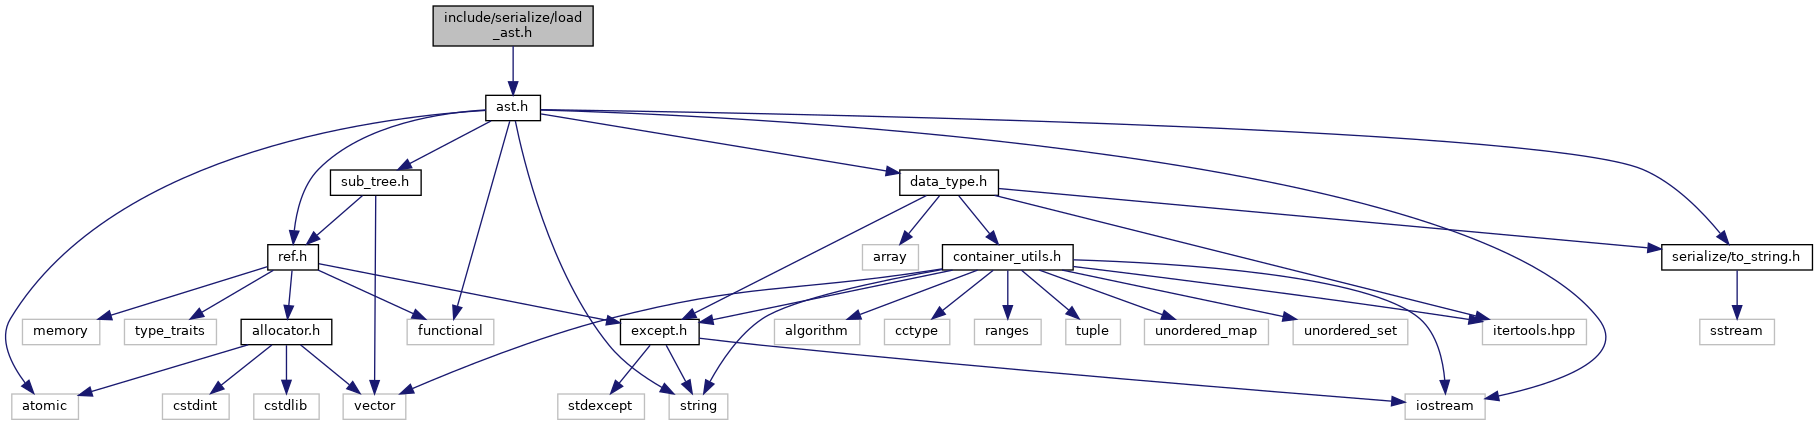 include/serialize/load
_ast.h
ast.h
sub_tree.h
data_type.h
ref.h
array
container_utils.h
serialize/to_string.h
memory
type_traits
allocator.h
functional
except.h
algorithm
cctype
ranges
tuple
unordered_map
unordered_set
itertools.hpp
sstream
atomic
cstdint
cstdlib
vector
stdexcept
string
iostream